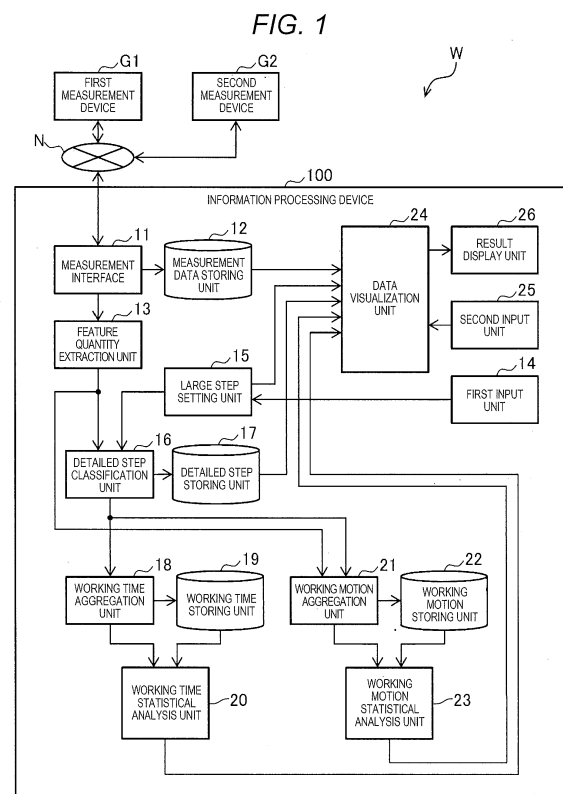 FIG. 1
G1
FIRST
MEASUREMENT
DEVICE
G2
SECOND
MEASUREMENT
DEVICE
W
N
100
INFORMATION PROCESSING DEVICE
11
MEASUREMENT
INTERFACE
12
MEASUREMENT
DATA STORING
UNIT
24
DATA
VISUALIZATION
UNIT
26
RESULT
DISPLAY UNIT
13
FEATURE
QUANTITY
EXTRACTION UNIT
25
SECOND INPUT
UNIT
15
LARGE STEP
SETTING UNIT
14
FIRST INPUT
UNIT
16
DETAILED STEP
CLASSIFICATION
UNIT
17
DETAILED STEP
STORING UNIT
18
WORKING TIME
AGGREGATION
UNIT
19
WORKING TIME
STORING UNIT
21
WORKING MOTION
AGGREGATION
UNIT
22
WORKING
MOTION
STORING UNIT
WORKING TIME
STATISTICAL
ANALYSIS UNIT
20
WORKING
MOTION
STATISTICAL
ANALYSIS UNIT
23